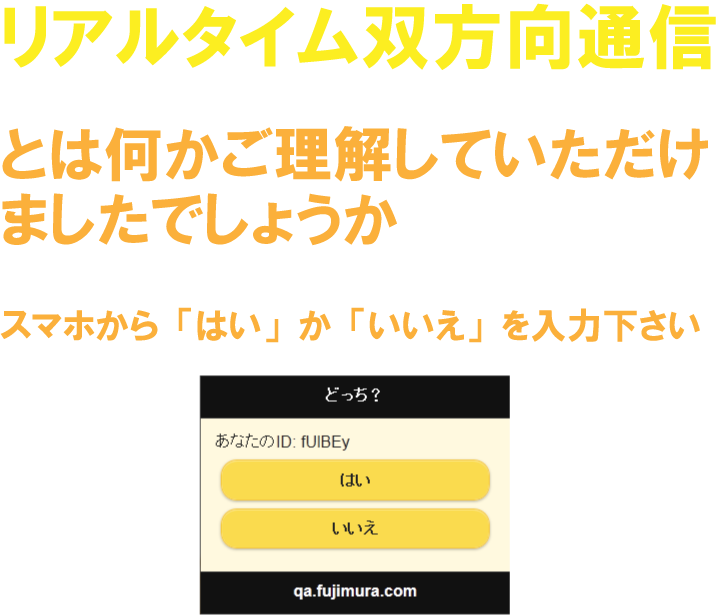 リアルタイム双方向通信
とは何かご理解していただけ
ましたでしょうか
スマホから「はい」か「いいえ」を入力下さい
どっち？
あなたのID: fUlBEy
はい
いいえ
qa.fujimura.com